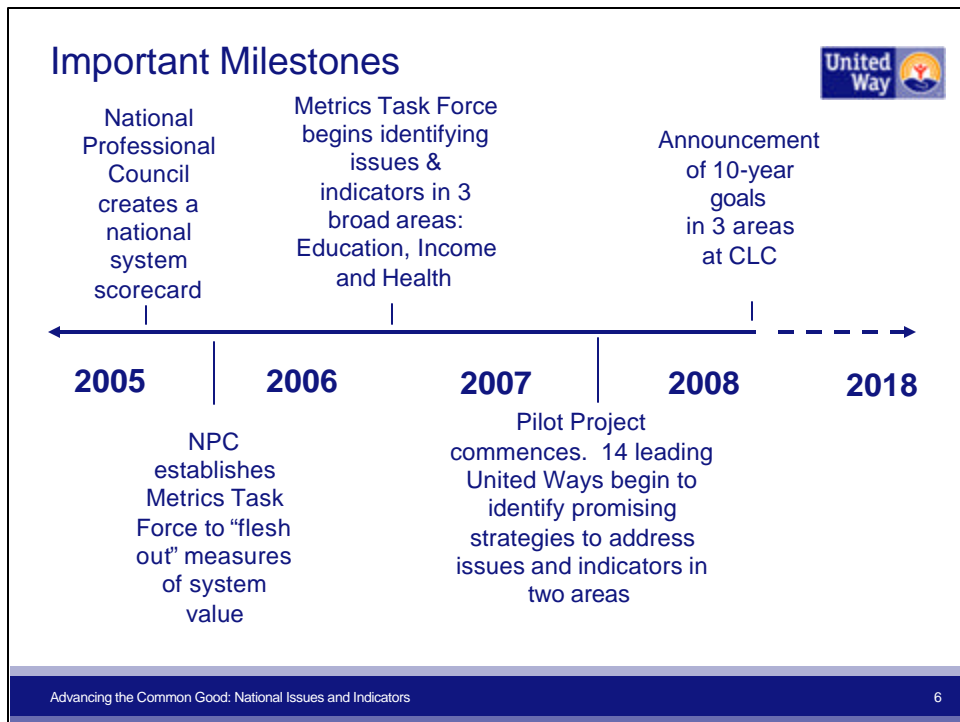 Important Milestones
United
Way
National
Professional
Council
creates a
national
system
scorecard
Metrics Task Force
begins identifying
issues &
indicators in 3
broad areas:
Education, Income
and Health
Announcement
of 10-year
goals
in 3 areas
at CLC
2005
2006
2007
2008
2018
NPC
establishes
Metrics Task
Force to “flesh
out” measures
of system
value
Pilot Project
commences.  14 leading
United Ways begin to
identify promising
strategies to address
issues and indicators in
two areas
Advancing the Common Good: National Issues and Indicators
6